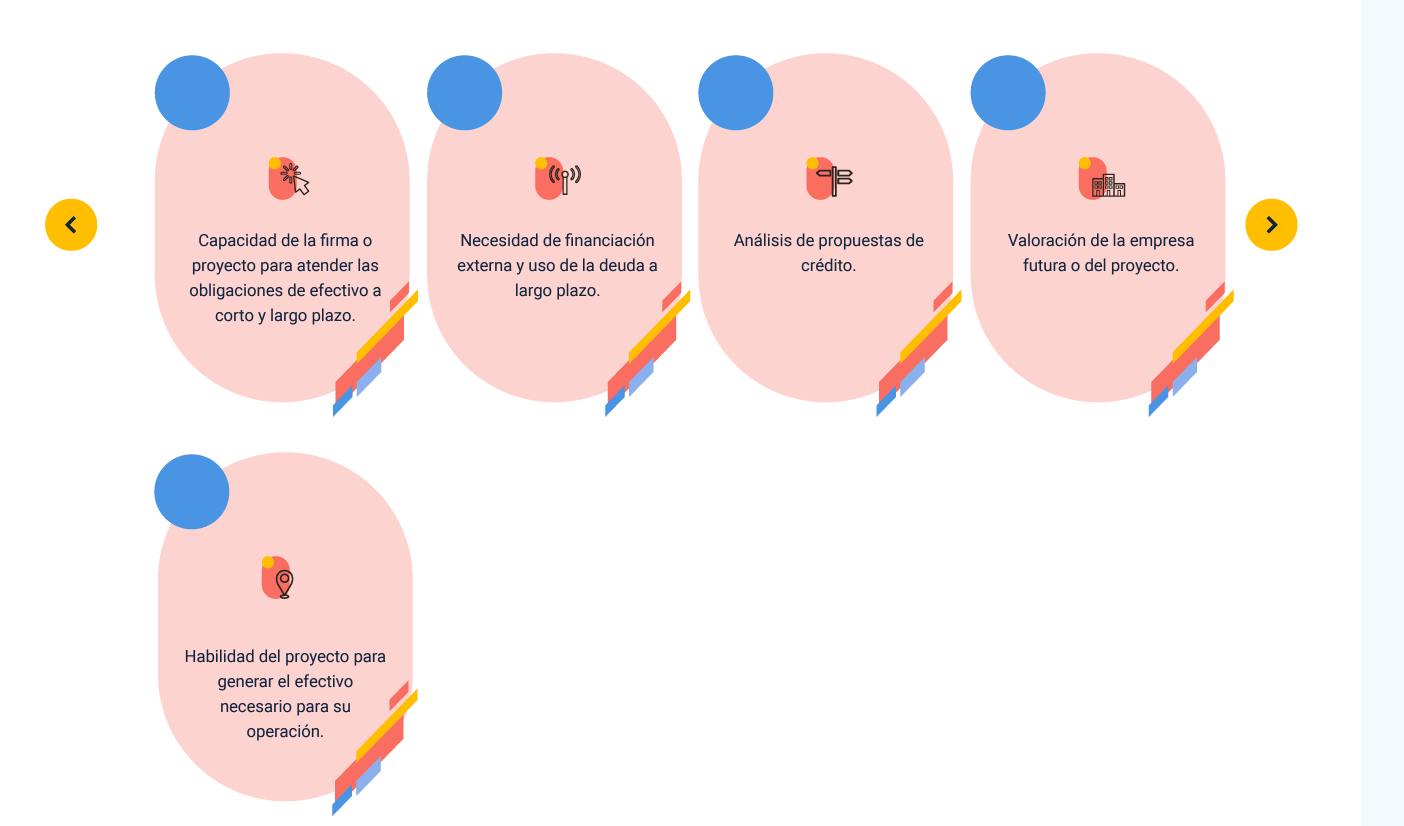 Capacidad de la firma o
proyecto para atender las
obligaciones de efectivo a
corto y largo plazo.
Necesidad de financiación
externa y uso de la deuda a
largo plazo.
Análisis de propuestas de
crédito.
Valoración de la empresa
futura o del proyecto.
Habilidad del proyecto para
generar el efectivo
necesario para su
operación.